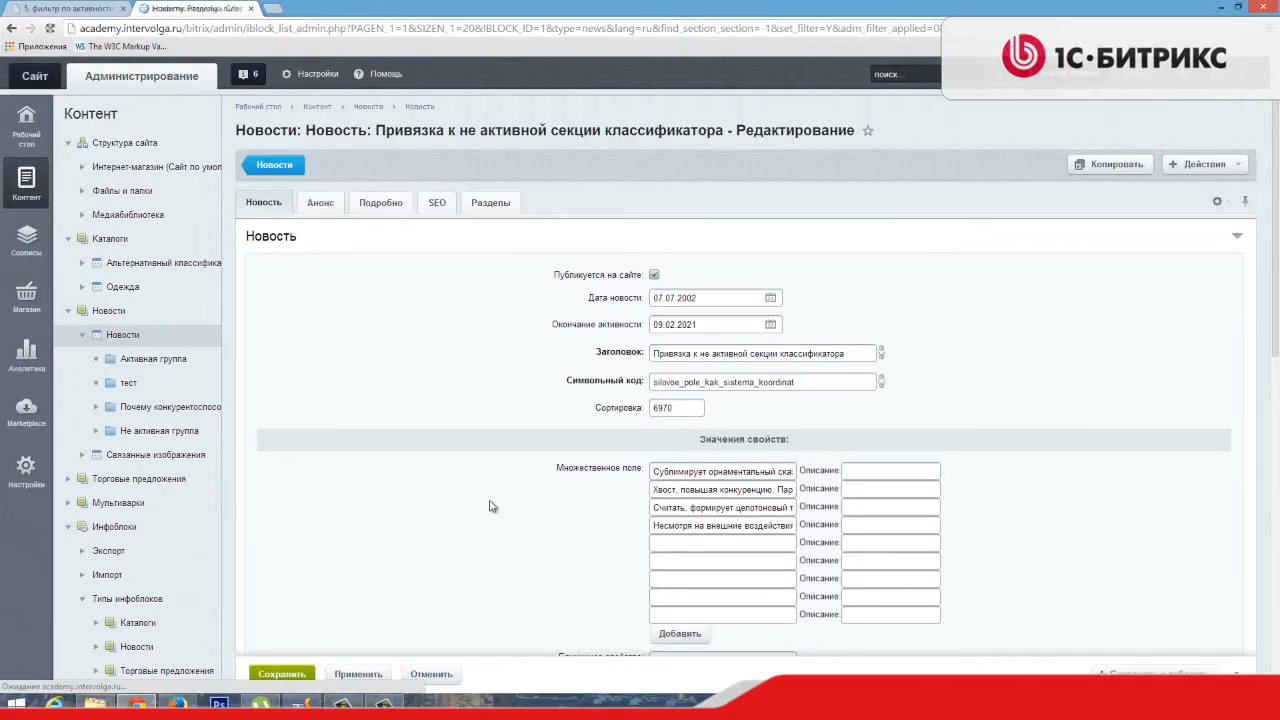 5. фильтр по активност
academy.intervolga.ru/bitrix/admin/iblock_list_admin.php?PAGEN_1=1&SIZEN_1=20&IBLOCK_ID=1&type=news&lang=ru&find_section_section=-1&set_filter=Y&adm_filter_applied=0
Приложения The W3C Markup Va...
1С·БИТРИКС
Сайт Администрирование 6 Настройки Помощь поиск...
Рабочий стол Контент Новости Новости
Новости: Новость: Привязка к не активной секции классификатора - Редактирование
Новости Копировать Действия
Новость Анонс Подробно SEO Разделы
Рабочий стол
Контент
Сервисы
Магазин
Аналитика
Marketplace
Настройки
Контент
Структура сайта
Интернет-магазин (Сайт по умол
Файлы и папки
Медиабиблиотека
Каталоги
Альтернативный классифика
Одежда
Новости
Новости
Активная группа
тест
Почему конкурентоспосо
Не активная группа
Связанные изображения
Торговые предложения
Мультиварки
Инфоблоки
Экспорт
Импорт
Типы инфоблоков
Каталоги
Новости
Торговые предложения
Новость
Публикуется на сайте:
Дата новости: 07.07.2002
Окончание активности: 09.02.2021
Заголовок: Привязка к не активной секции классификатора
Символьный код: silovoe_pole_kak_sistema_koordinat
Сортировка: 6970
Значения свойств:
Множественное поле: Сублимирует орнаментальный ска Описание:
Хвост, повышая конкуренцию. Пар Описание:
Считать, формирует целотоновый т Описание:
Несмотря на внешние воздействия Описание:
Описание:
Описание:
Описание:
Описание:
Описание:
Добавить
Сохранить Применить Отменить
Ожидание academy.intervolga.ru...